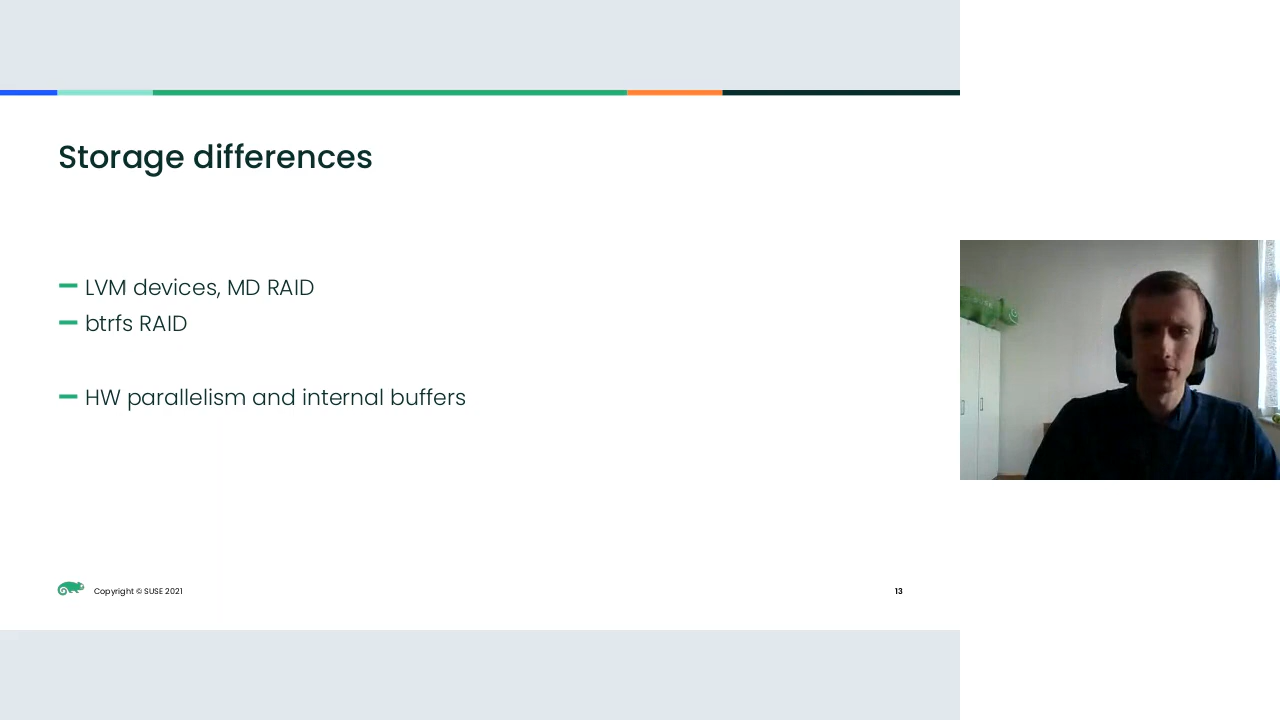 Storage differences
LVM devices, MD RAID
btrfs RAID
HW parallelism and internal buffers
Copyright © SUSE 2021
13